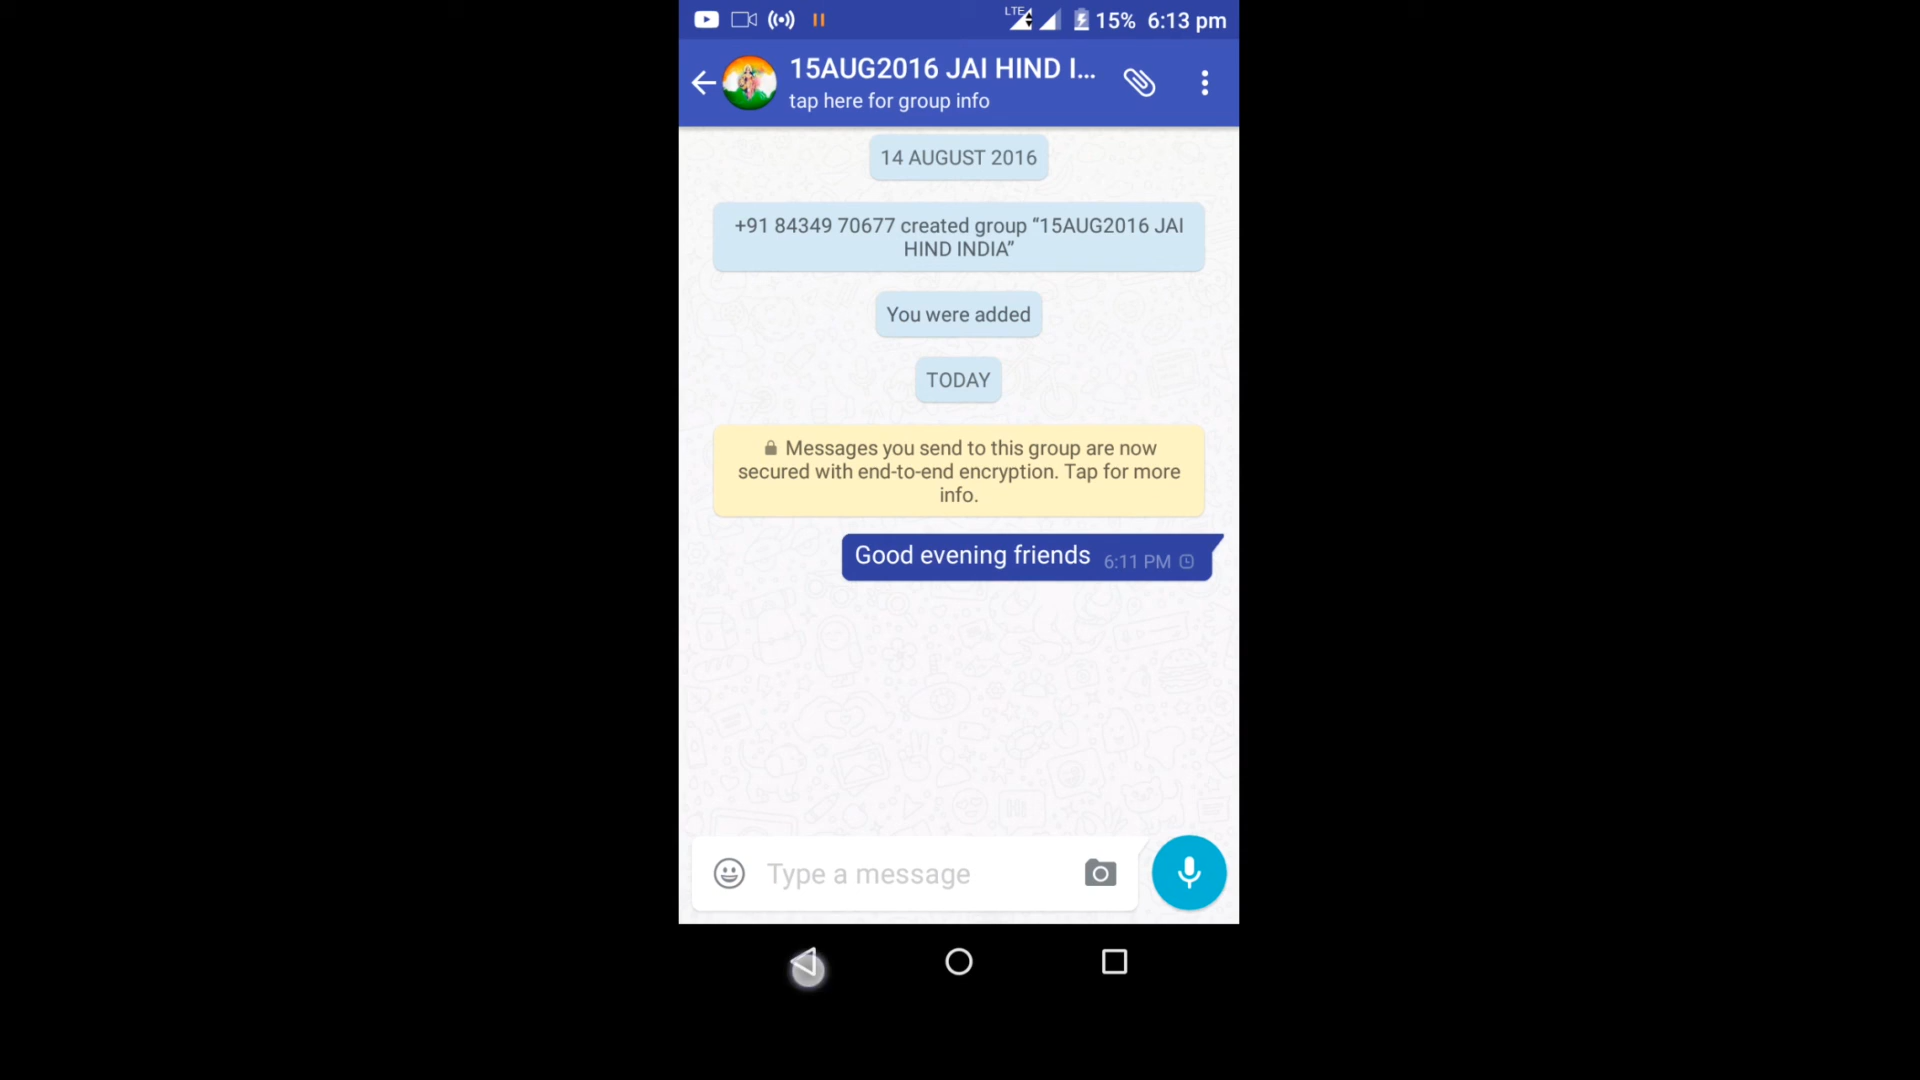 LTE 15% 6:13 pm
15AUG2016 JAI HIND I...
tap here for group info
14 AUGUST 2016
+91 84349 70677 created group “15AUG2016 JAI
HIND INDIA”
You were added
TODAY
Messages you send to this group are now
secured with end-to-end encryption. Tap for more
info.
Good evening friends 6:11 PM
Type a message